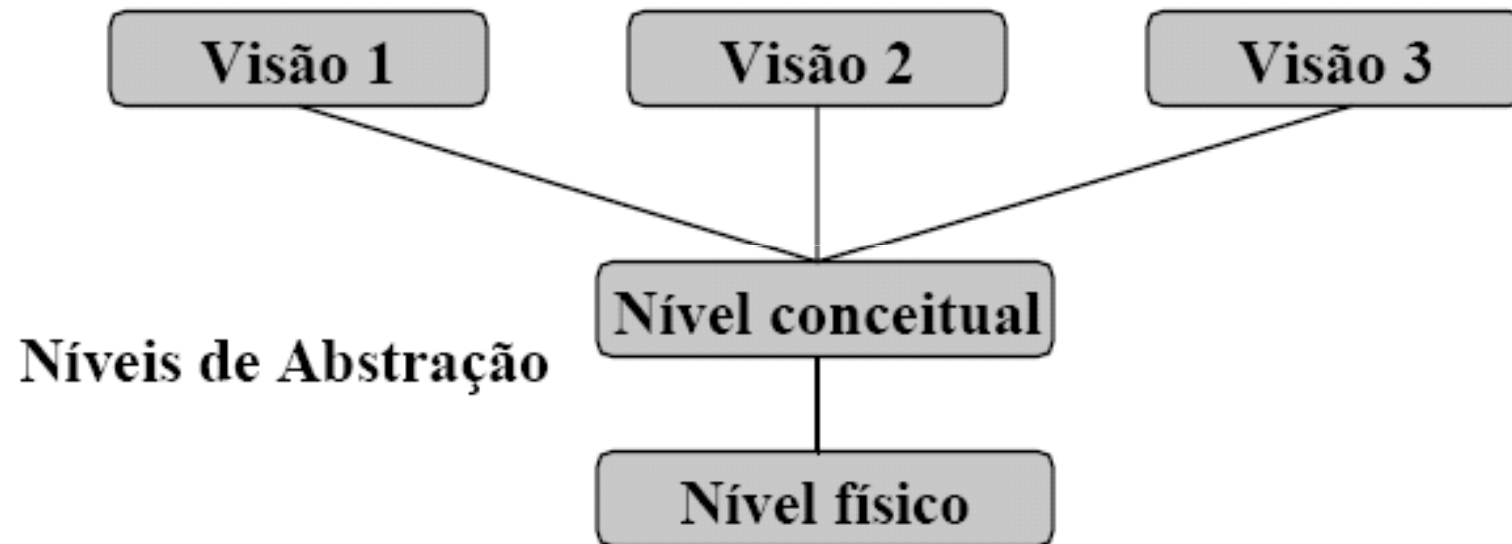 Visão 1
Visão 2
Visão 3
Nível conceitual
Níveis de Abstração
Nível físico